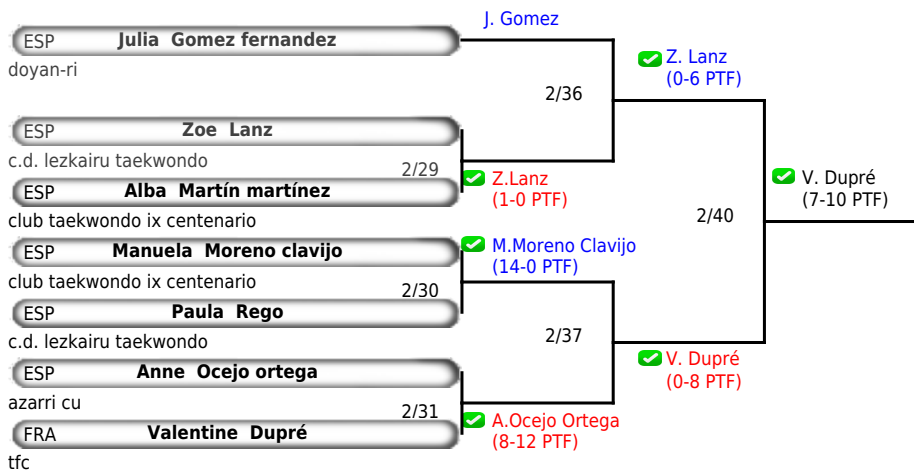 J. Gomez
ESP Julia Gomez fernandez
doyan-ri
Z. Lanz
(0-6 PTF)
2/36
ESP Zoe Lanz
c.d. lezkairu taekwondo
2/29
ESP Alba Martín martínez
Z.Lanz
(1-0 PTF)
V. Dupré
(7-10 PTF)
club taekwondo ix centenario
2/40
ESP Manuela Moreno clavijo
M.Moreno Clavijo
(14-0 PTF)
club taekwondo ix centenario
2/30
ESP Paula Rego
c.d. lezkairu taekwondo
2/37
ESP Anne Ocejo ortega
V. Dupré
(0-8 PTF)
azarri cu
2/31
FRA Valentine Dupré
A.Ocejo Ortega
(8-12 PTF)
tfc